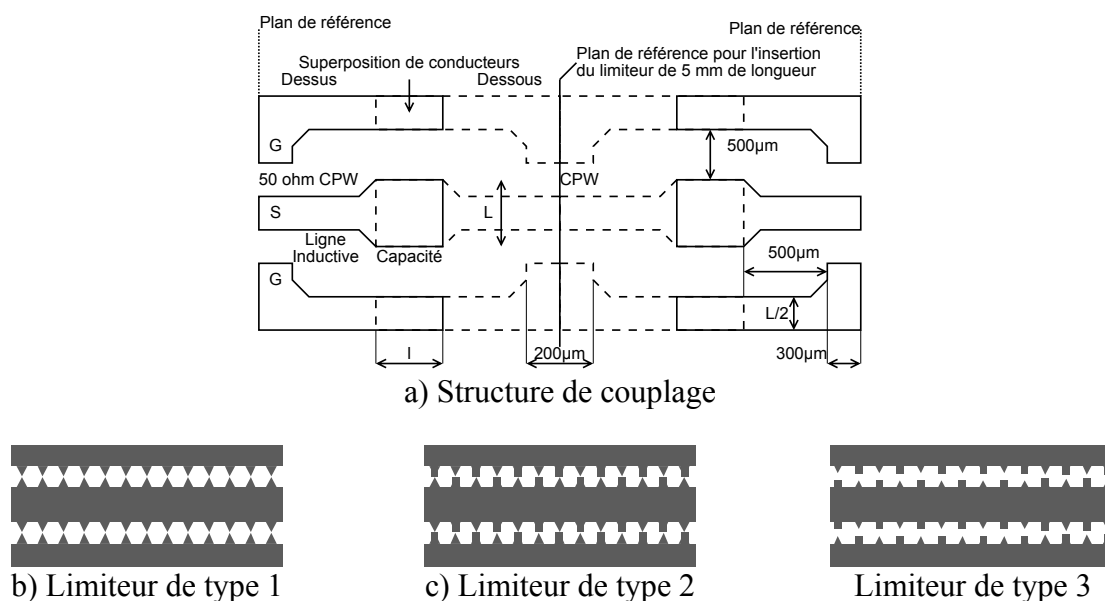 Plan de référence
Plan de référence
Superposition de conducteurs
Plan de référence pour l'insertion
du limiteur de 5 mm de longueur
Dessus
Dessous
G
500µm
50 ohm CPW
CPW
S
L
Ligne
Inductive
Capacité
500µm
G
L/2
l
200µm
300µm
a) Structure de couplage
b) Limiteur de type 1
c) Limiteur de type 2
Limiteur de type 3